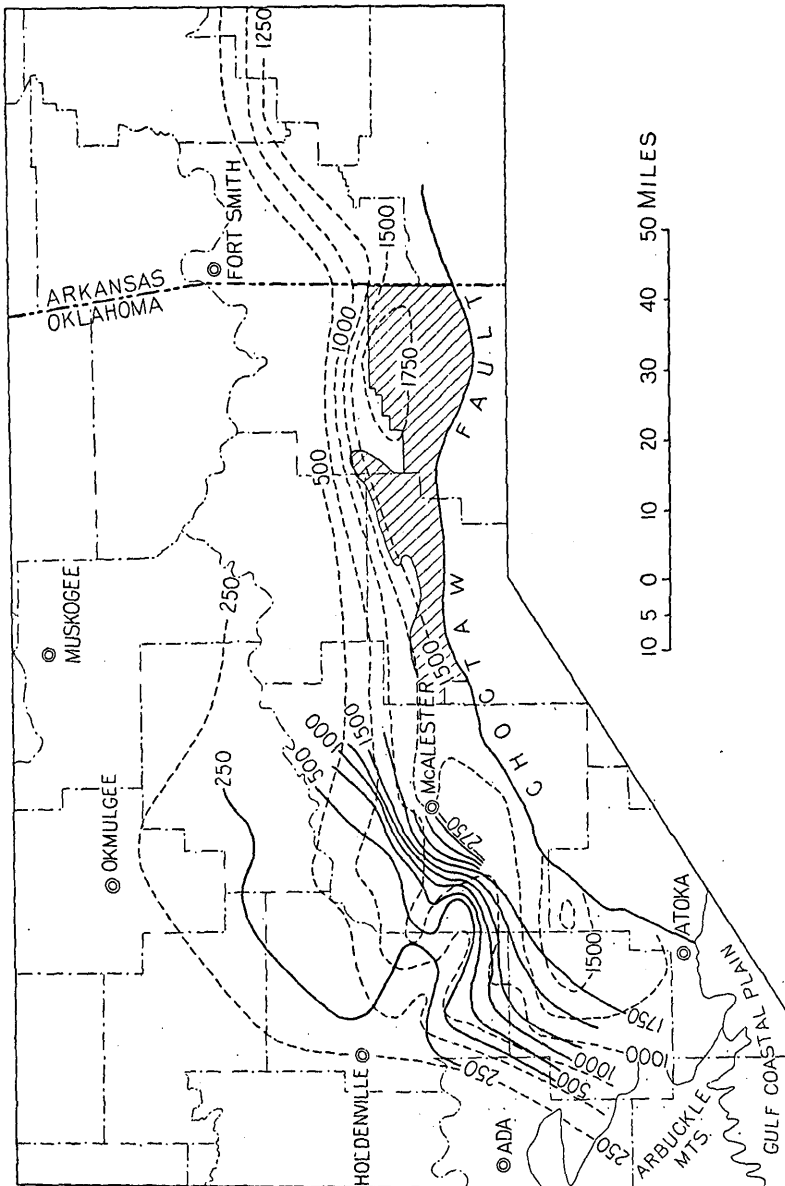 1250
FORT SMITH
ARKANSAS
OKLAHOMA
1500
1000
1750
500
CHOCTAW FAULT
250
MUSKOGEE
1500
250
500
1000
1500
McALESTER
2750
OKMULGEE
1500
1750
ATOKA
HOLDENVILLE
250
500
1000
1000
250
ADA
ARBUCKLE
MTS.
GULF COASTAL PLAIN
10 5 0 10 20 30 40 50 MILES